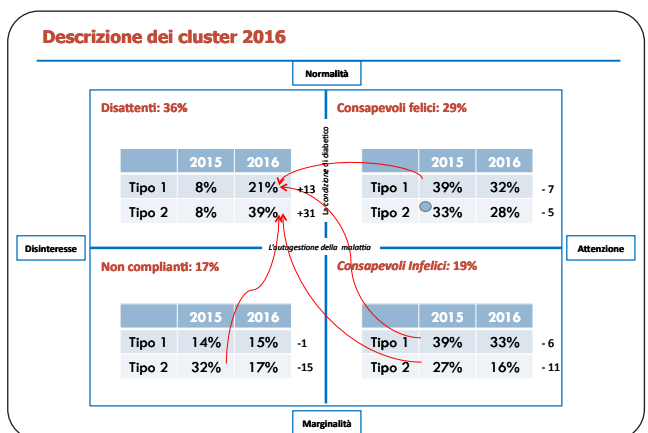 Descrizione dei cluster 2016
Normalità
Disattenti: 36%
2015 2016
Tipo 1 8% 21% +13
Tipo 2 8% 39% +31
La condizione di diabetico
Consapevoli felici: 29%
2015 2016
Tipo 1 39% 32% - 7
Tipo 2 33% 28% - 5
Disinteresse
L'autogestione della malattia
Attenzione
Non complianti: 17%
2015 2016
Tipo 1 14% 15% -1
Tipo 2 32% 17% -15
Consapevoli Infelici: 19%
2015 2016
Tipo 1 39% 33% - 6
Tipo 2 27% 16% - 11
Marginalità